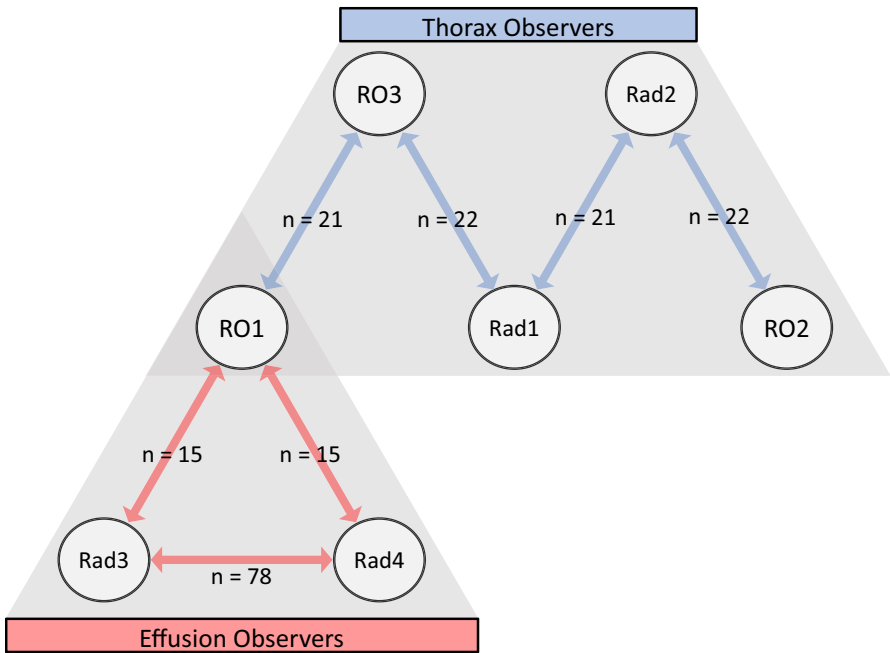 Thorax Observers
RO3
Rad2
n = 21
n = 22
n = 21
n = 22
RO1
Rad1
RO2
n = 15
n = 15
Rad3
Rad4
n = 78
Effusion Observers